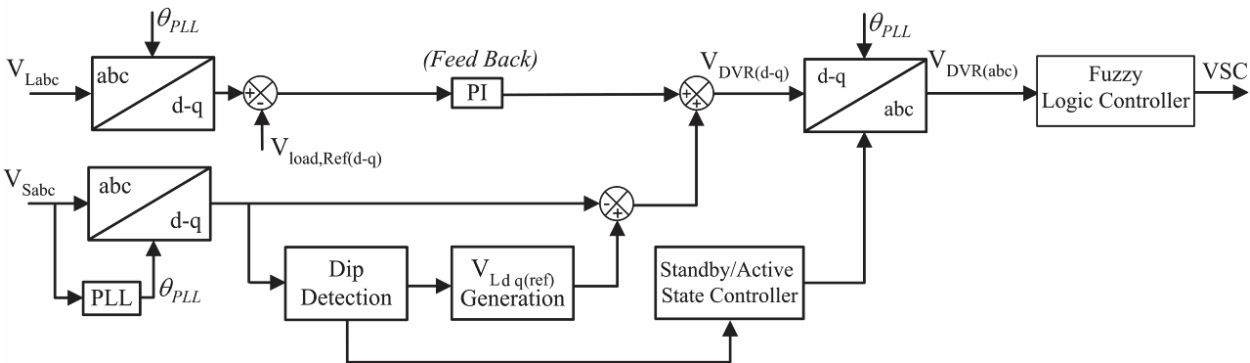 θPLL
θPLL
(Feed Back)
VLabc
abc
d-q
+
-
PI
+
+
VDVR(d-q)
d-q
abc
VDVR(abc)
Fuzzy
Logic Controller
VSC
Vload,Ref(d-q)
VSabc
abc
d-q
-
+
PLL
θPLL
Dip
Detection
VLd q(ref)
Generation
Standby/Active
State Controller